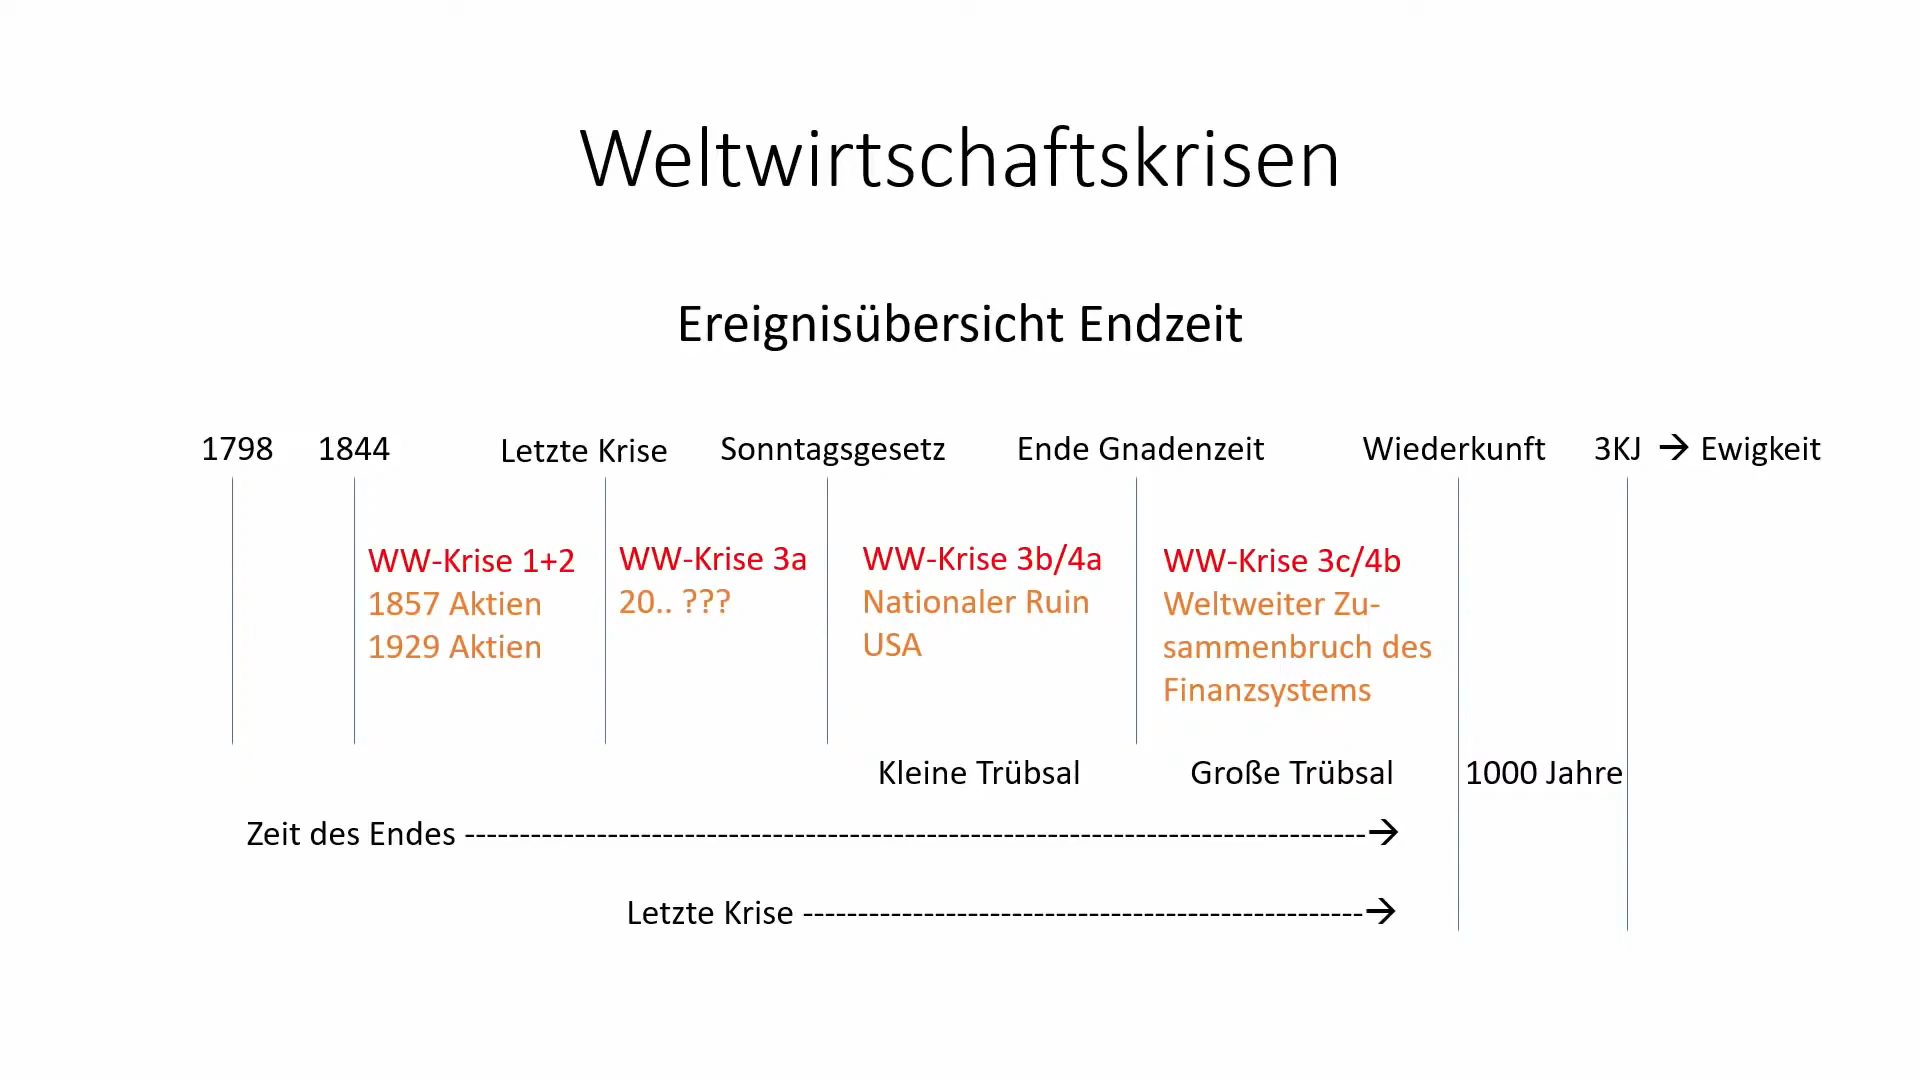 Weltwirtschaftskrisen
Ereignisübersicht Endzeit
1798 1844 Letzte Krise Sonntagsgesetz Ende Gnadenzeit Wiederkunft 3KJ → Ewigkeit
WW-Krise 1+2
1857 Aktien
1929 Aktien
WW-Krise 3a
20.. ???
WW-Krise 3b/4a
Nationaler Ruin
USA
WW-Krise 3c/4b
Weltweiter Zu-
sammenbruch des
Finanzsystems
Kleine Trübsal Große Trübsal 1000 Jahre
Zeit des Endes ----------------------------------------------------------------------------------→
Letzte Krise ---------------------------------------------------→